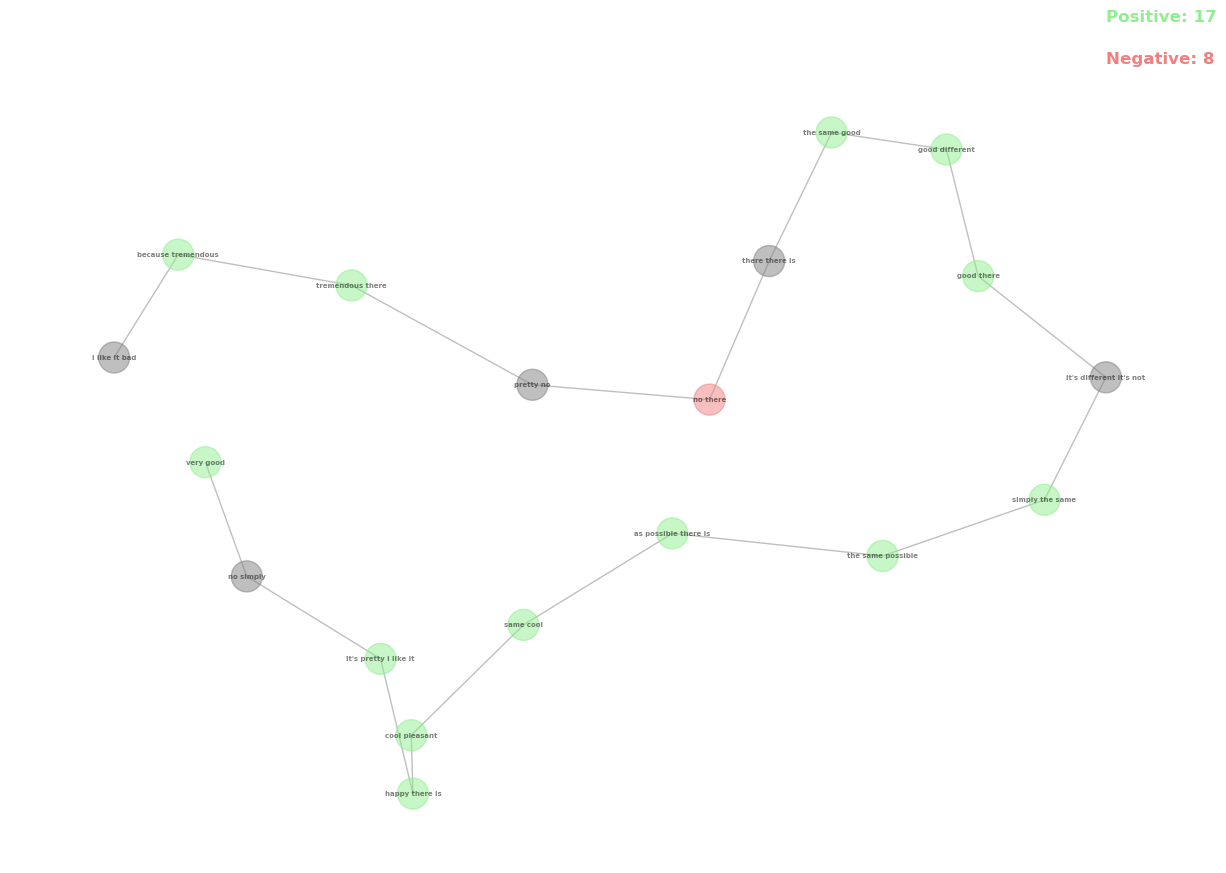 Positive: 17
Negative: 8
the same good
good different
because tremendous
there there is
good there
tremendous there
I like it bad
It's different it's not
pretty no
no there
very good
simply the same
as possible there is
the same possible
no simply
same cool
It's pretty I like it
cool pleasant
happy there is